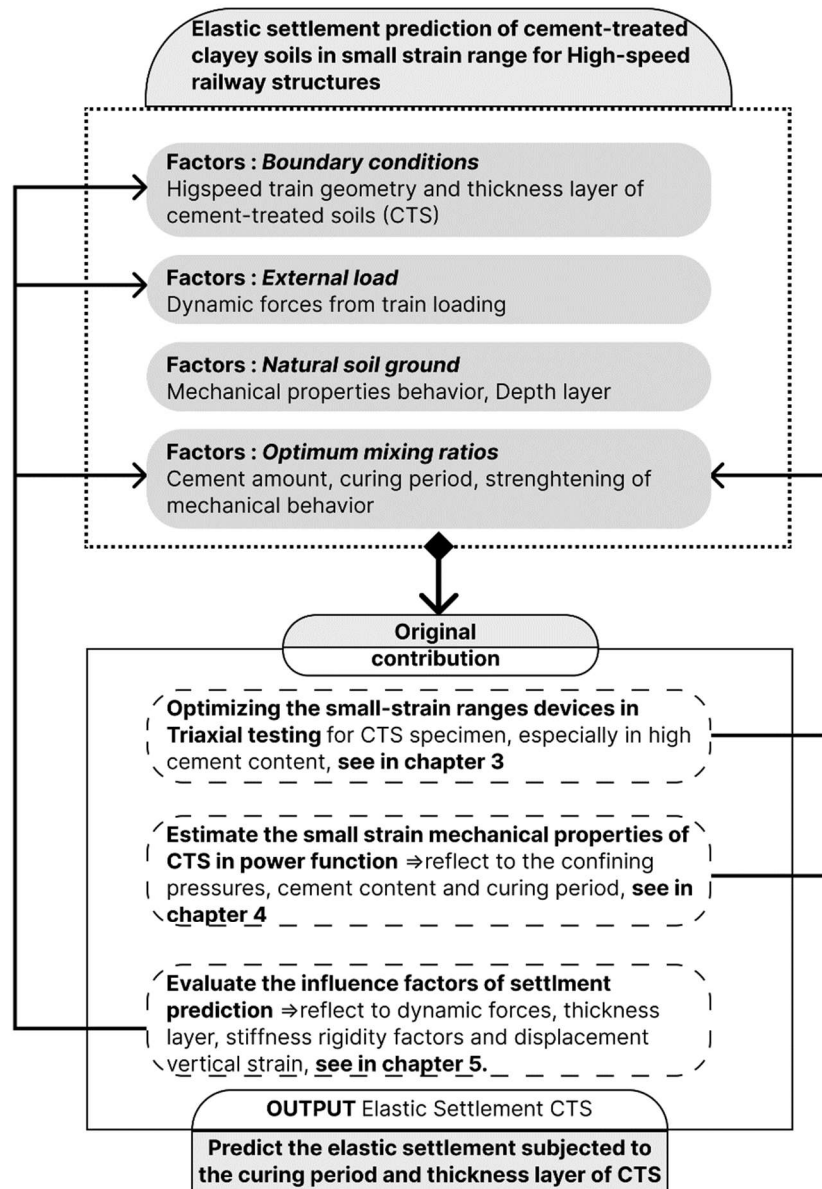 Elastic settlement prediction of cement-treated
clayey soils in small strain range for High-speed
railway structures
Factors : Boundary conditions
Higspeed train geometry and thickness layer of
cement-treated soils (CTS)
Factors : External load
Dynamic forces from train loading
Factors : Natural soil ground
Mechanical properties behavior, Depth layer
Factors : Optimum mixing ratios
Cement amount, curing period, strenghtening of
mechanical behavior
Original
contribution
Optimizing the small-strain ranges devices in
Triaxial testing for CTS specimen, especially in high
cement content, see in chapter 3
Estimate the small strain mechanical properties of
CTS in power function ⇒reflect to the confining
pressures, cement content and curing period, see in
chapter 4
Evaluate the influence factors of settlment
prediction ⇒reflect to dynamic forces, thickness
layer, stiffness rigidity factors and displacement
vertical strain, see in chapter 5.
OUTPUT Elastic Settlement CTS
Predict the elastic settlement subjected to
the curing period and thickness layer of CTS